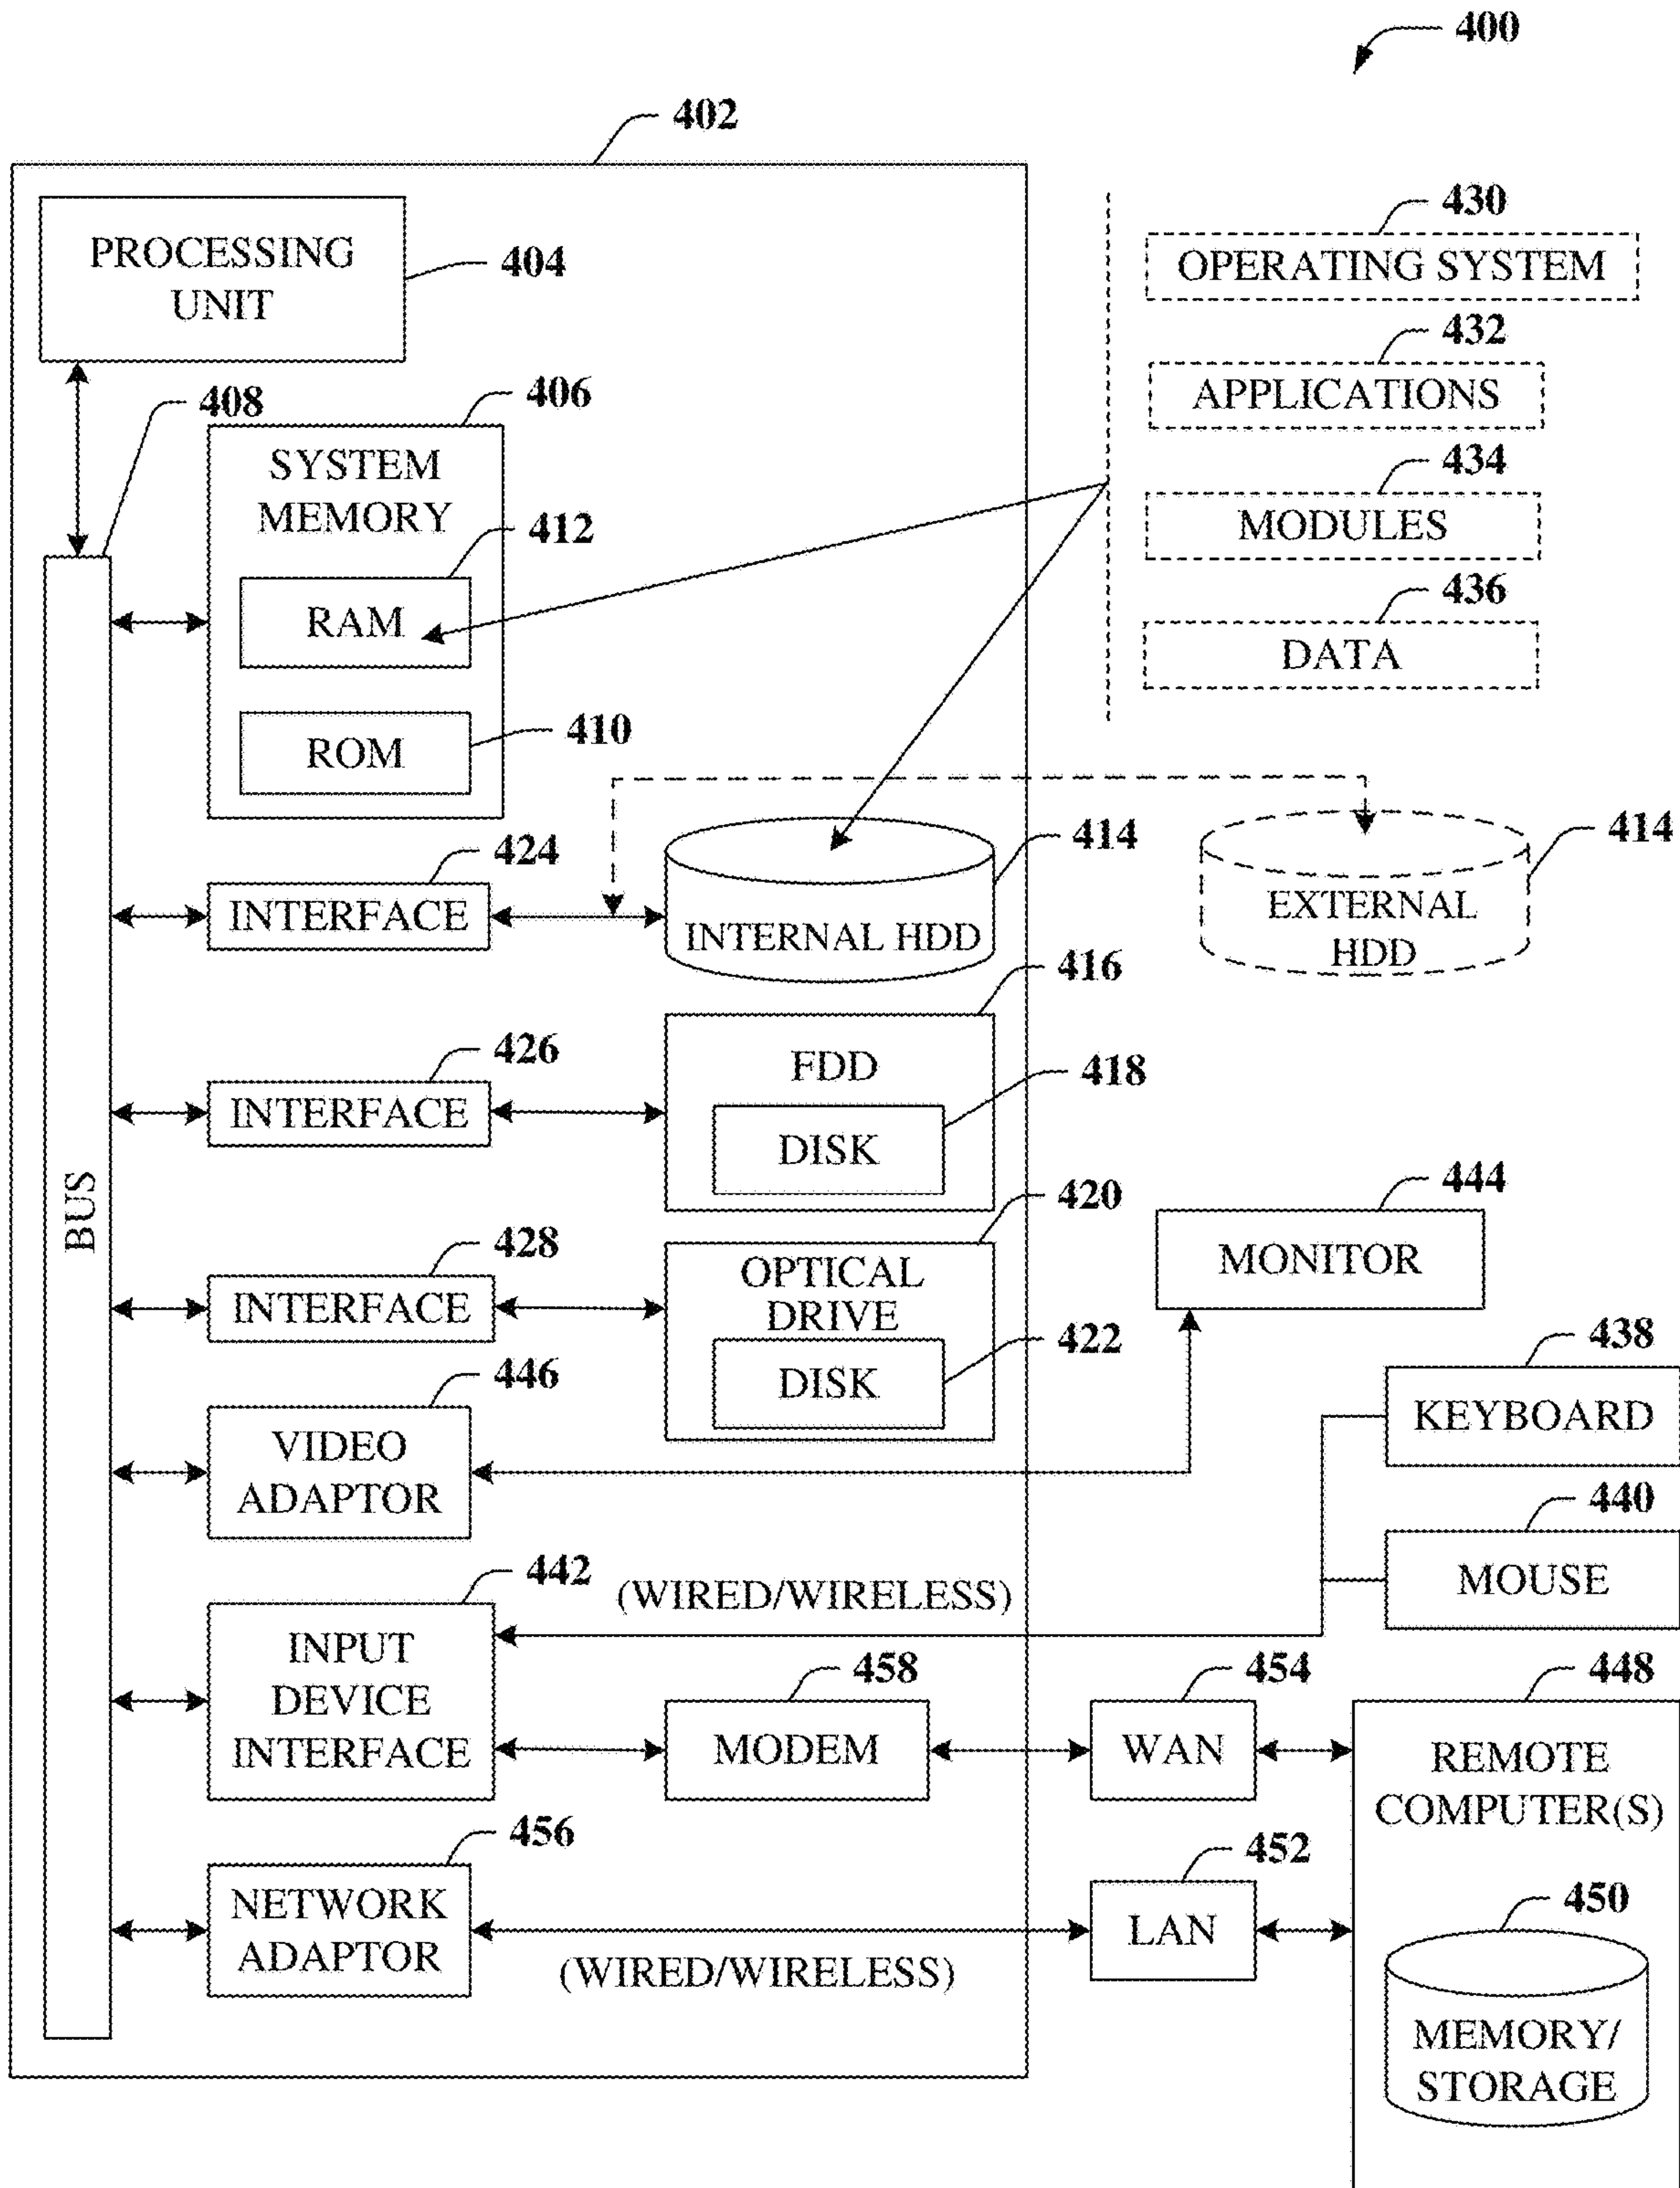 400
402
PROCESSING
UNIT
404
430
OPERATING SYSTEM
432
APPLICATIONS
434
MODULES
436
DATA
408
406
SYSTEM
MEMORY
412
RAM
410
ROM
BUS
424
INTERFACE
414
INTERNAL HDD
414
EXTERNAL
HDD
426
INTERFACE
416
FDD
418
DISK
428
INTERFACE
420
OPTICAL
DRIVE
422
DISK
444
MONITOR
446
VIDEO
ADAPTOR
438
KEYBOARD
440
MOUSE
442
(WIRED/WIRELESS)
INPUT
DEVICE
INTERFACE
458
MODEM
454
WAN
448
REMOTE
COMPUTER(S)
456
NETWORK
ADAPTOR
(WIRED/WIRELESS)
452
LAN
450
MEMORY/
STORAGE